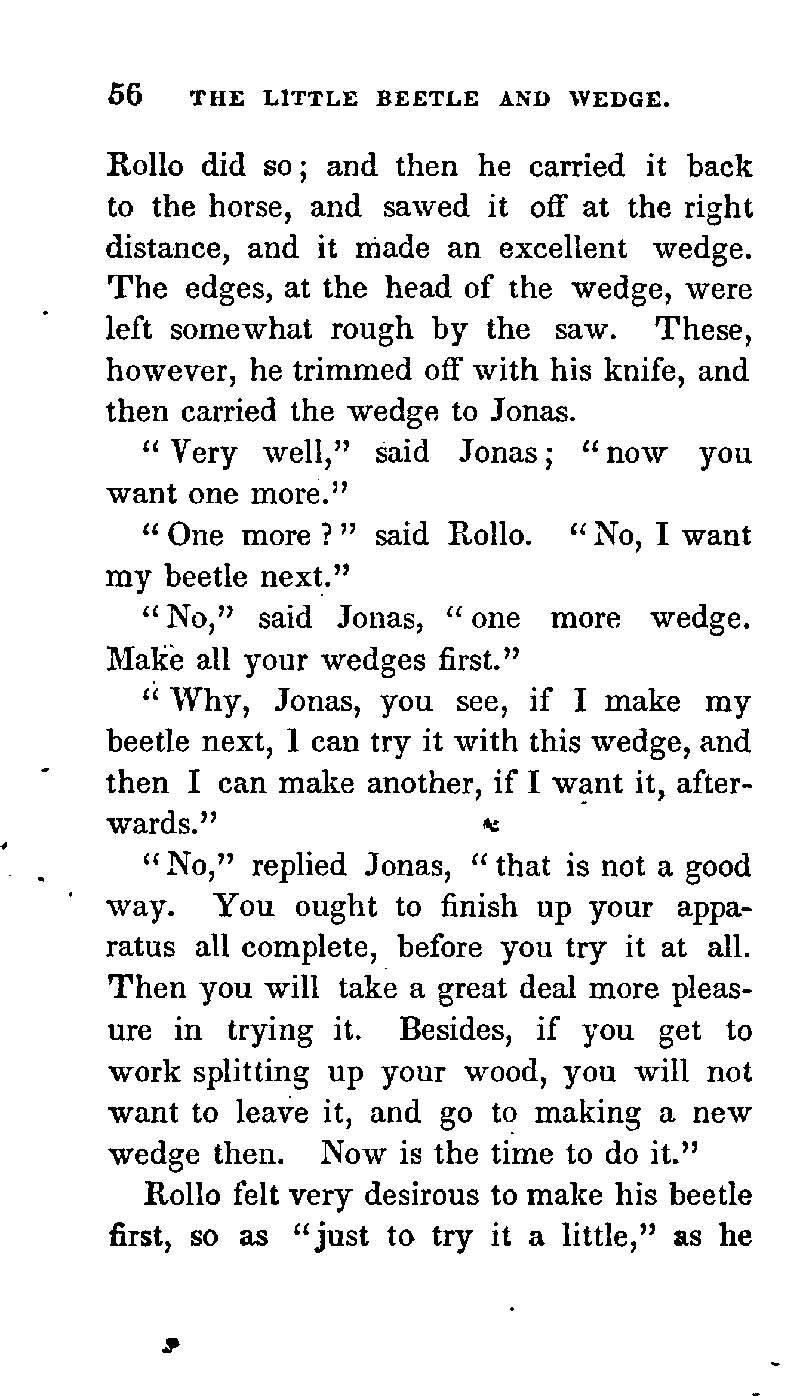 56 THE LITTLE BEETLE AND WEDGE.
Rollo did so; and then he carried it back
to the horse, and sawed it off at the right
distance, and it made an excellent wedge.
The edges, at the head of the wedge, were
left somewhat rough by the saw. These,
however, he trimmed off with his knife, and
then carried the wedge to Jonas.
“Very well,” said Jonas; “now you
want one more.”
“One more?” said Rollo. “No, I want
my beetle next.”
“No,” said Jonas, “one more wedge.
Make all your wedges first.”
“Why, Jonas, you see, if I make my
beetle next, I can try it with this wedge, and
then I can make another, if I want it, after-
wards.”
“No,” replied Jonas, “that is not a good
way. You ought to finish up your appa-
ratus all complete, before you try it at all.
Then you will take a great deal more pleas-
ure in trying it. Besides, if you get to
work splitting up your wood, you will not
want to leave it, and go to making a new
wedge then. Now is the time to do it.”
Rollo felt very desirous to make his beetle
first, so as “just to try it a little,” as he